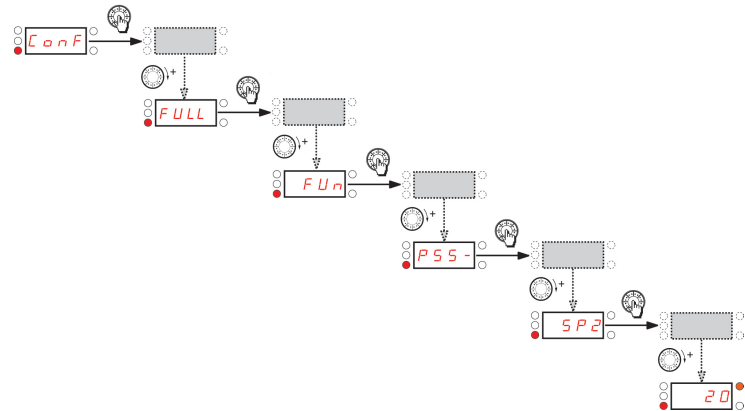 ConF
+
FULL
+
FUn
+
PSS-
+
SP2
+
20